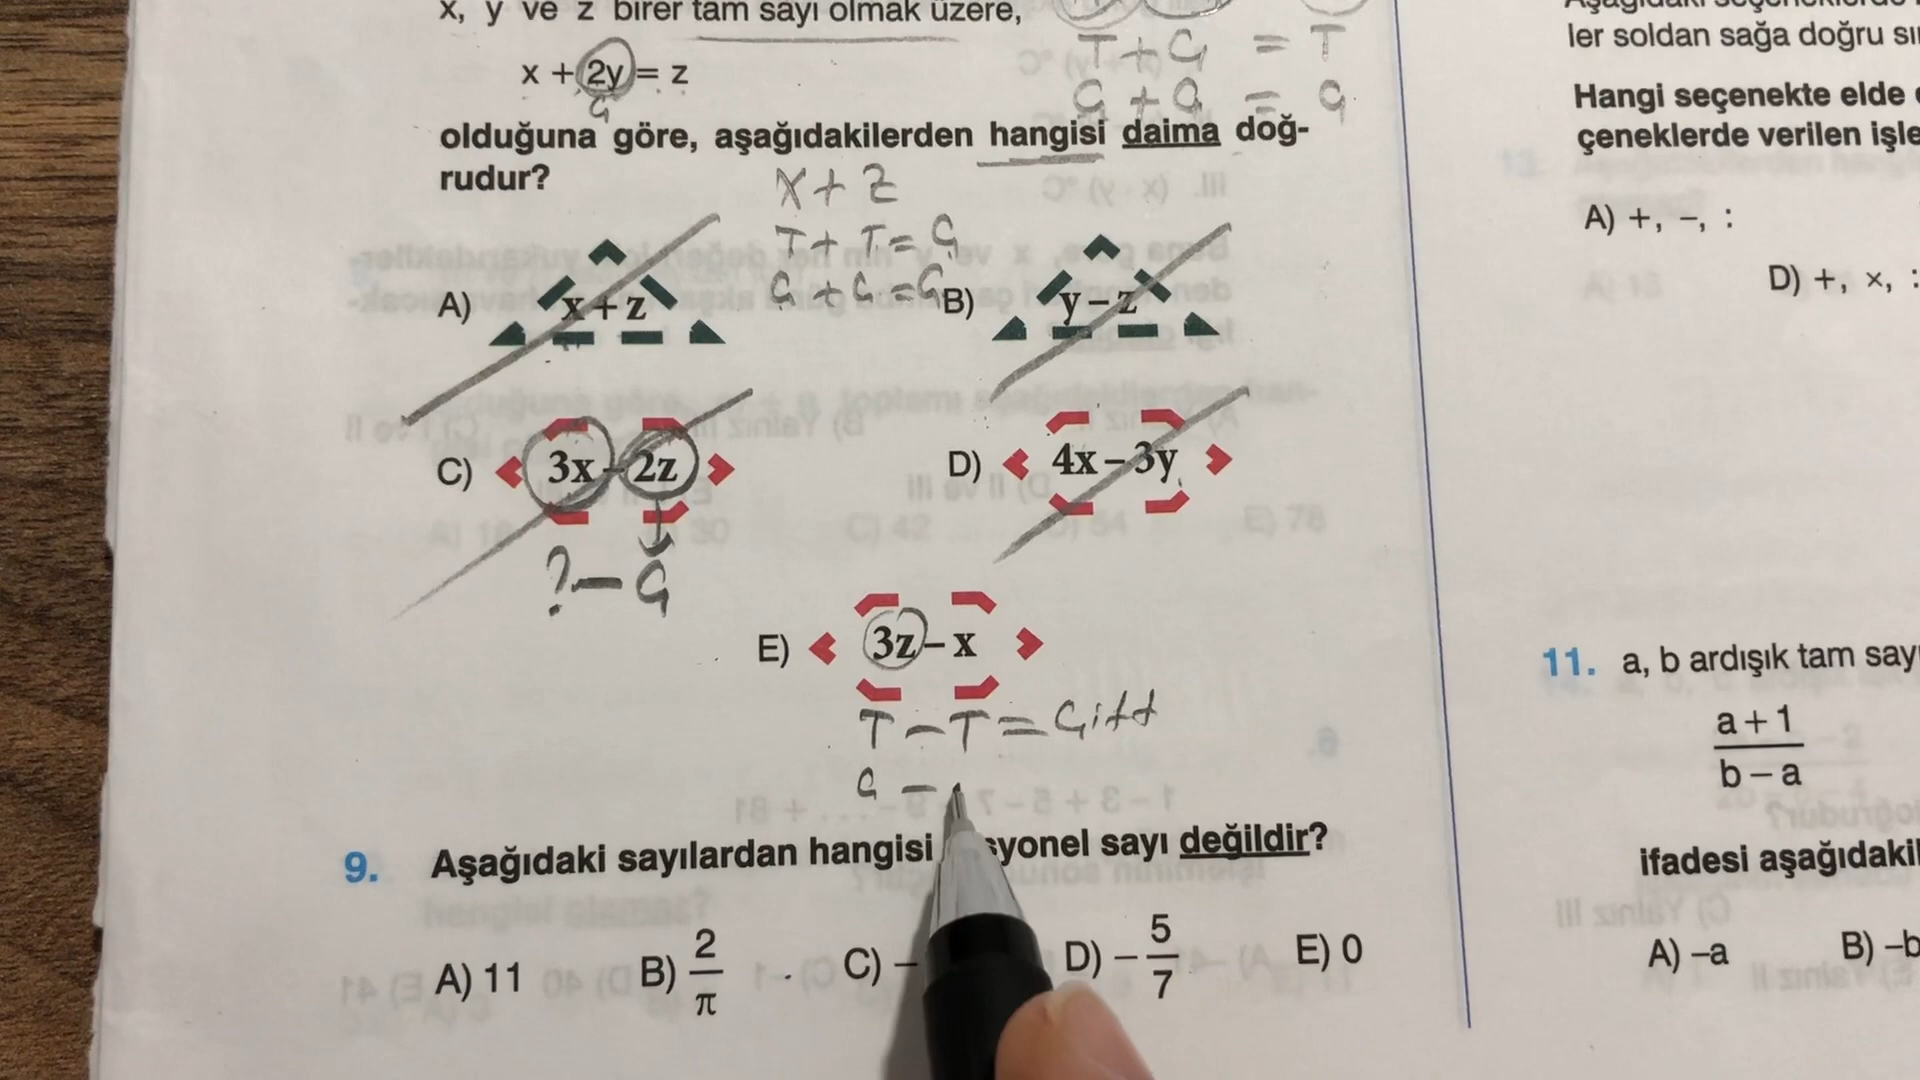 x, y ve z birer tam sayı olmak üzere,
x + 2y = z
Ç
T + Ç = T
Ç + Ç = Ç
olduğuna göre, aşağıdakilerden hangisi daima doğ-
rudur?
x + z
T + T = Ç
Ç + Ç = Ç
A) x + z
B) y – z
C) 3x – 2z
D) 4x – 3y
? – Ç
E) 3z – x
T – T = Çift
Ç –
9. Aşağıdaki sayılardan hangisi syonel sayı değildir?
A) 11 B) 2/π C) – D) – 5/7 E) 0
ler soldan sağa doğru sı
Hangi seçenekte elde
çeneklerde verilen işle
A) +, –, :
D) +, ×, :
11. a, b ardışık tam say
a + 1
b – a
ifadesi aşağıdakil
A) –a B) –b